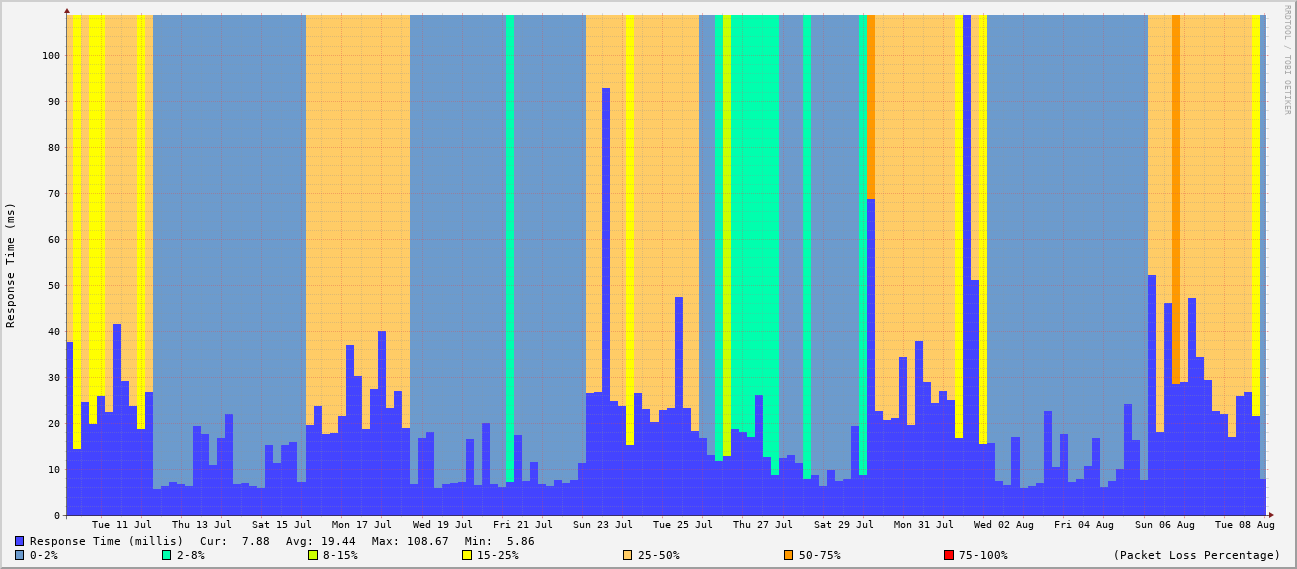 RRDTOOL / TOBI OETIKER
Response Time (ms)
100
90
80
70
60
50
40
30
20
10
0
Tue 11 Jul Thu 13 Jul Sat 15 Jul Mon 17 Jul Wed 19 Jul Fri 21 Jul Sun 23 Jul Tue 25 Jul Thu 27 Jul Sat 29 Jul Mon 31 Jul Wed 02 Aug Fri 04 Aug Sun 06 Aug Tue 08 Aug
Response Time (millis) Cur: 7.88 Avg: 19.44 Max: 108.67 Min: 5.86
0-2% 2-8% 8-15% 15-25% 25-50% 50-75% 75-100% (Packet Loss Percentage)